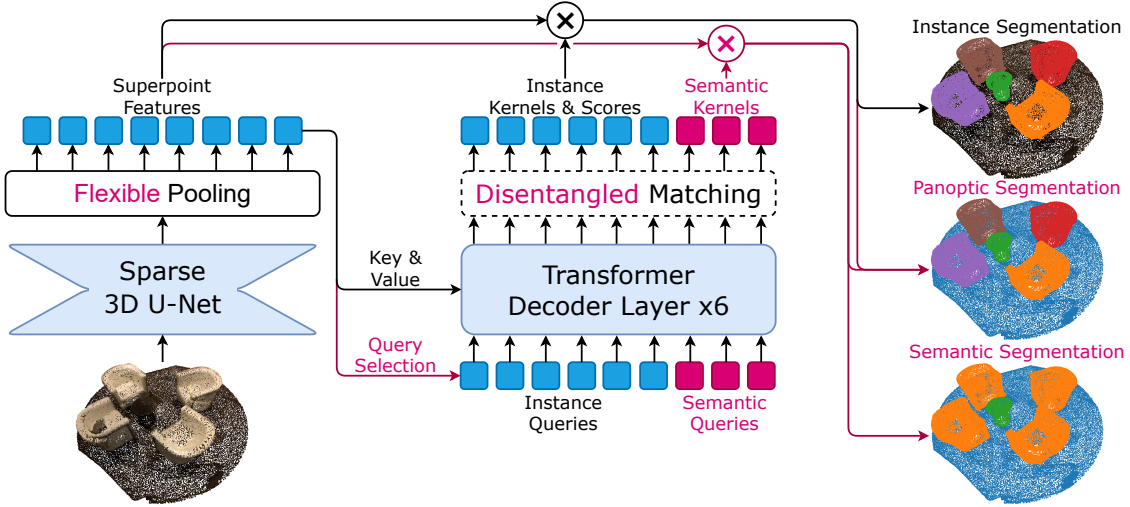 Instance Segmentation
Superpoint
Features
Instance
Kernels & Scores
Semantic
Kernels
Flexible Pooling
Disentangled Matching
Panoptic Segmentation
Sparse
3D U-Net
Key &
Value
Transformer
Decoder Layer x6
Query
Selection
Semantic Segmentation
Instance
Queries
Semantic
Queries